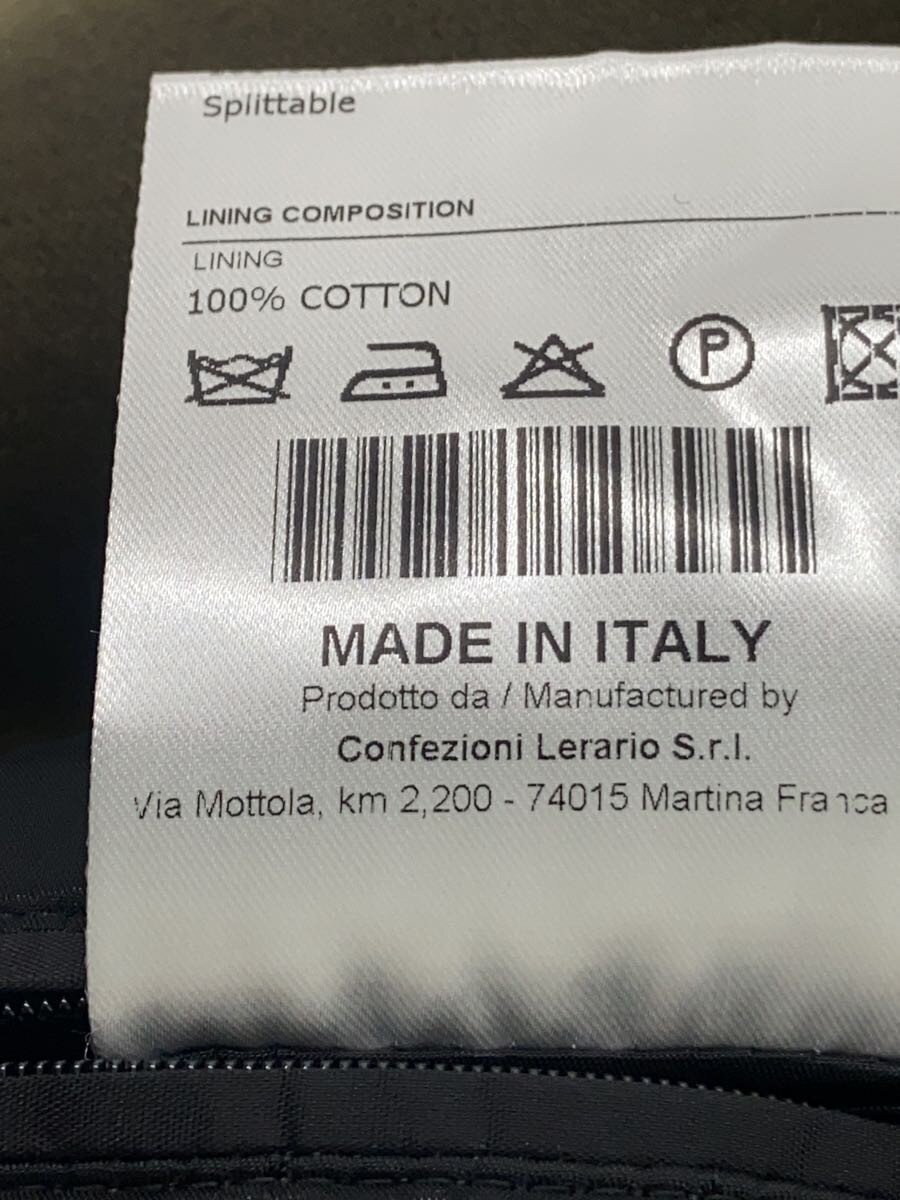 Splittable
LINING COMPOSITION
LINING
100% COTTON
P
MADE IN ITALY
Prodotto da / Manufactured by
Confezioni Lerario S.r.l.
Via Mottola, km 2,200 - 74015 Martina Franca